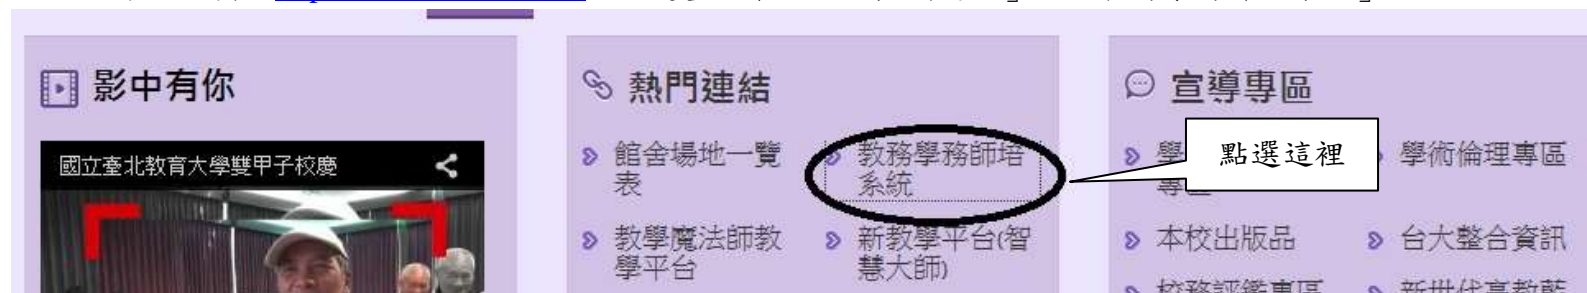 影中有你
國立臺北教育大學雙甲子校慶
熱門連結
館舍場地一覽
表
教務學務師培
系統
教學魔法師教
學平台
新教學平台(智
慧大師)
宣導專區
點選這裡
學術倫理專區
本校出版品
台大整合資訊